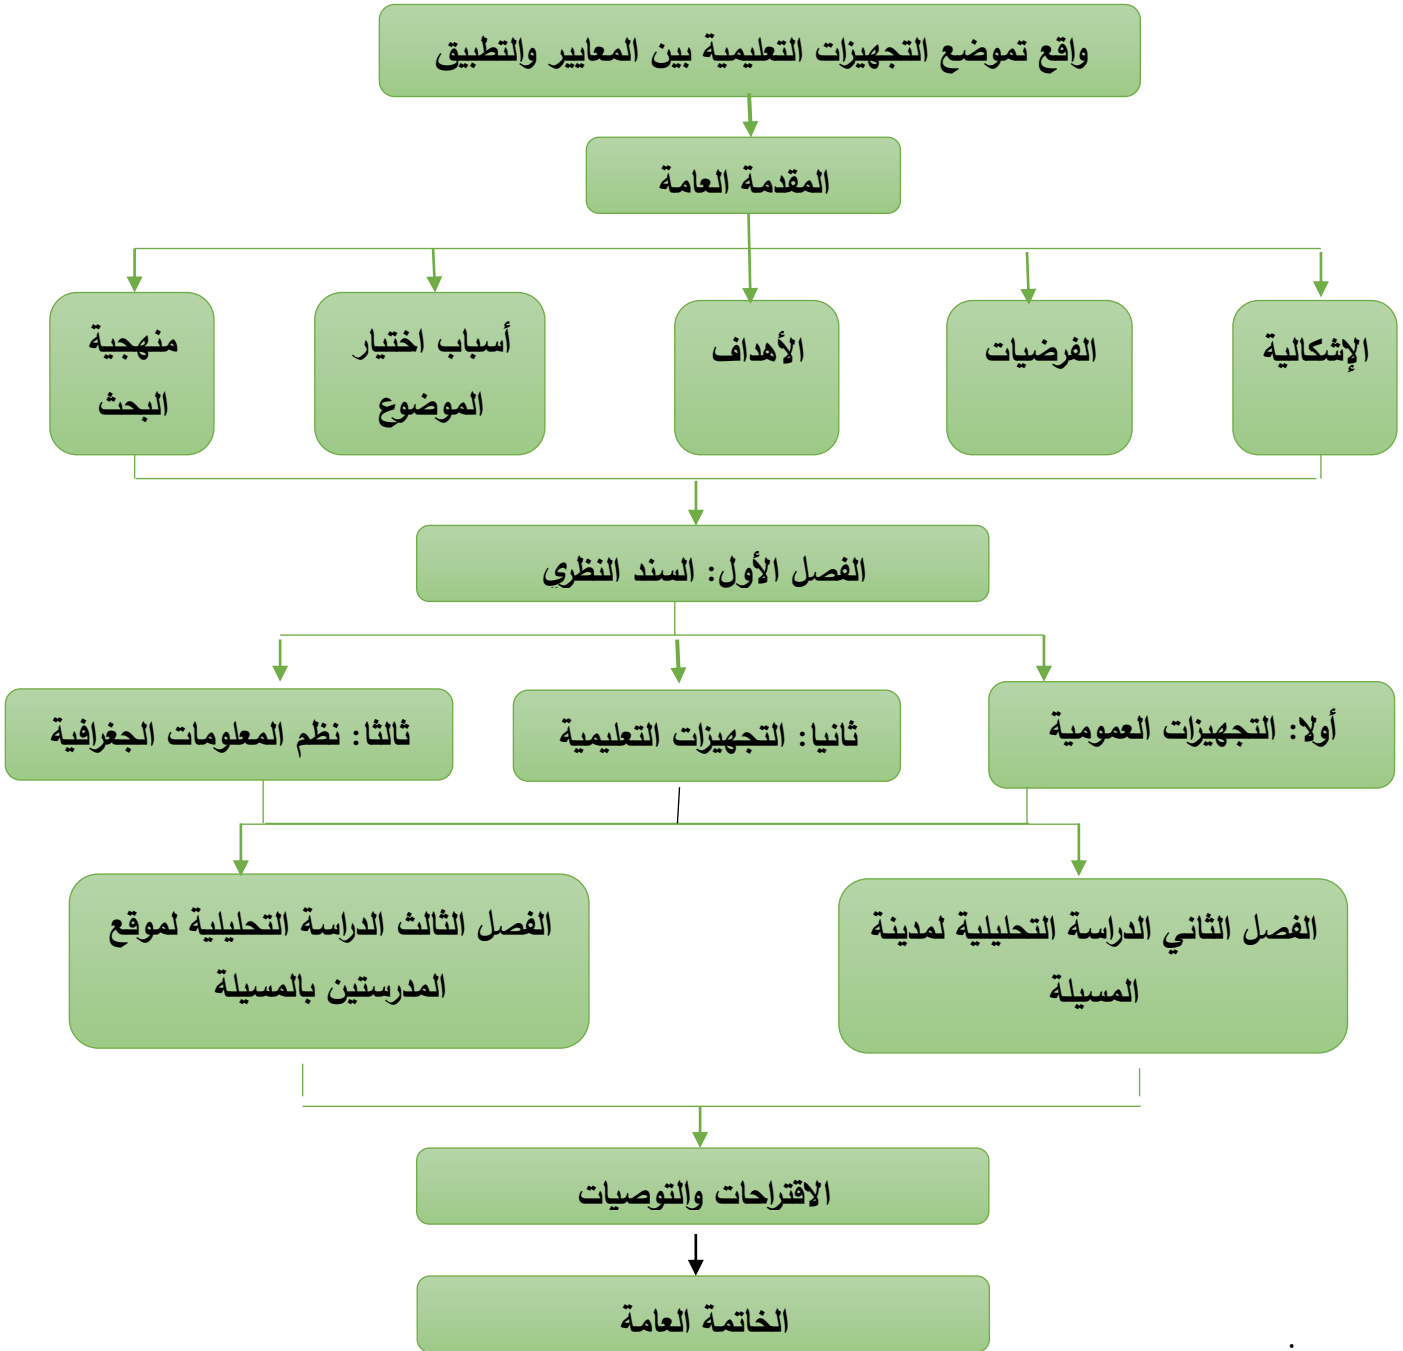 واقع تموضع التجهيزات التعليمية بين المعايير والتطبيق
المقدمة العامة
الإشكالية
الفرضيات
الأهداف
أسباب اختيار
الموضوع
منهجية
البحث
الفصل الأول: السند النظري
أولا: التجهيزات العمومية
ثانيا: التجهيزات التعليمية
ثالثا: نظم المعلومات الجغرافية
الفصل الثاني الدراسة التحليلية لمدينة
المسيلة
الفصل الثالث الدراسة التحليلية لموقع
المدرستين بالمسيلة
الاقتراحات والتوصيات
الخاتمة العامة
.